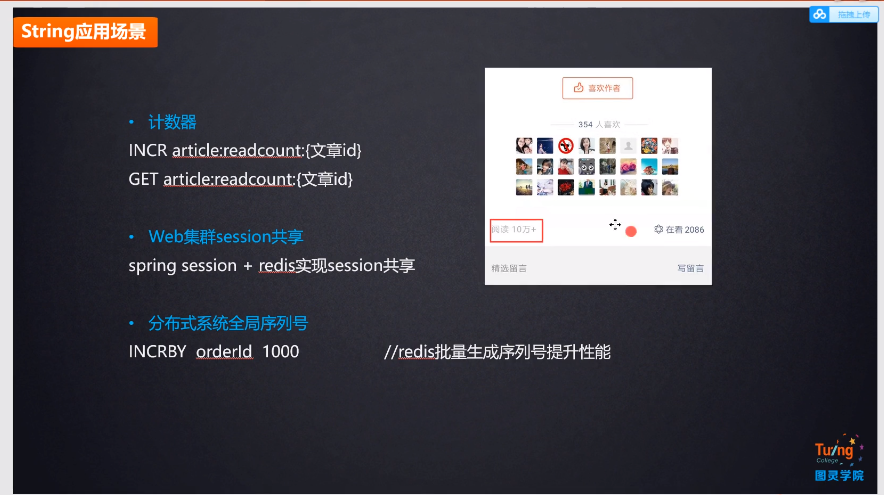 String应用场景
拖拽上传
• 计数器
INCR article:readcount:{文章id}
GET article:readcount:{文章id}
• Web集群session共享
spring session + redis实现session共享
• 分布式系统全局序列号
INCRBY orderId 1000 //redis批量生成序列号提升性能
喜欢作者
354 人喜欢
阅读 10万+
在看 2086
精选留言
写留言
Tuling
College
图灵学院